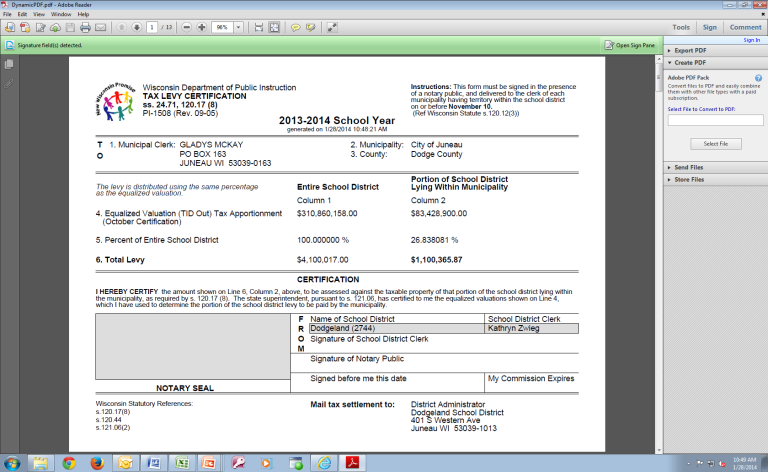 DynamicPDF.pdf - Adobe Reader
File Edit View Window Help
1 / 13 96%
Tools Sign Comment
Signature field(s) detected. Open Sign Pane
Sign In
Export PDF
Create PDF
Adobe PDF Pack
Convert files to PDF and easily combine
them with other file types with a paid
subscription.
Select File to Convert to PDF:
Select File
Send Files
Store Files
New Wisconsin Promise
Wisconsin Department of Public Instruction
TAX LEVY CERTIFICATION
ss. 24.71, 120.17 (8)
PI-1508 (Rev. 09-05)
Instructions: This form must be signed in the presence
of a notary public, and delivered to the clerk of each
municipality having territory within the school district
on or before November 10.
(Ref Wisconsin Statute s.120.12(3))
2013-2014 School Year
generated on 1/28/2014 10:48:21 AM
TO
1. Municipal Clerk: GLADYS MCKAY
PO BOX 163
JUNEAU WI 53039-0163
2. Municipality: City of Juneau
3. County: Dodge County
The levy is distributed using the same percentage
as the equalized valuation.
Entire School District
Portion of School District
Lying Within Municipality
Column 1 Column 2
4. Equalized Valuation (TID Out) Tax Apportionment $310,860,158.00 $83,428,900.00
(October Certification)
5. Percent of Entire School District 100.000000 % 26.838081 %
6. Total Levy $4,100,017.00 $1,100,365.87
CERTIFICATION
I HEREBY CERTIFY the amount shown on Line 6, Column 2, above, to be assessed against the taxable property of that portion of the school district lying within
the municipality, as required by s. 120.17 (8). The state superintendent, pursuant to s. 121.06, has certified to me the equalized valuations shown on Line 4,
which I have used to determine the portion of the school district levy to be paid by the municipality.
FROM
Name of School District School District Clerk
Dodgeland (2744) Kathryn Zwieg
Signature of School District Clerk
Signature of Notary Public
Signed before me this date My Commission Expires
NOTARY SEAL
Wisconsin Statutory References:
s.120.17(8)
s.120.44
s.121.06(2)
Mail tax settlement to: District Administrator
Dodgeland School District
401 S Western Ave
Juneau WI 53039-1013
10:49 AM
1/28/2014